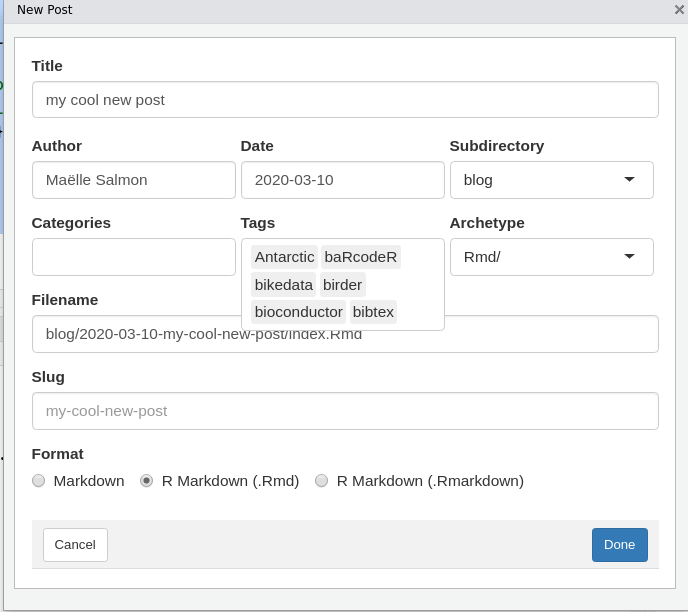 New Post
Title
my cool new post
Author Date Subdirectory
Maëlle Salmon 2020-03-10 blog
Categories Tags Archetype
Antarctic baRcodeR Rmd/
bikedata birder
Filename
bioconductor bibtex
blog/2020-03-10-my-cool-new-post/index.Rmd
Slug
my-cool-new-post
Format
Markdown R Markdown (.Rmd) R Markdown (.Rmarkdown)
Cancel Done